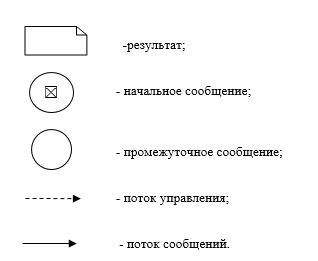 -результат;
- начальное сообщение;
- промежуточное сообщение;
- поток управления;
- поток сообщений.